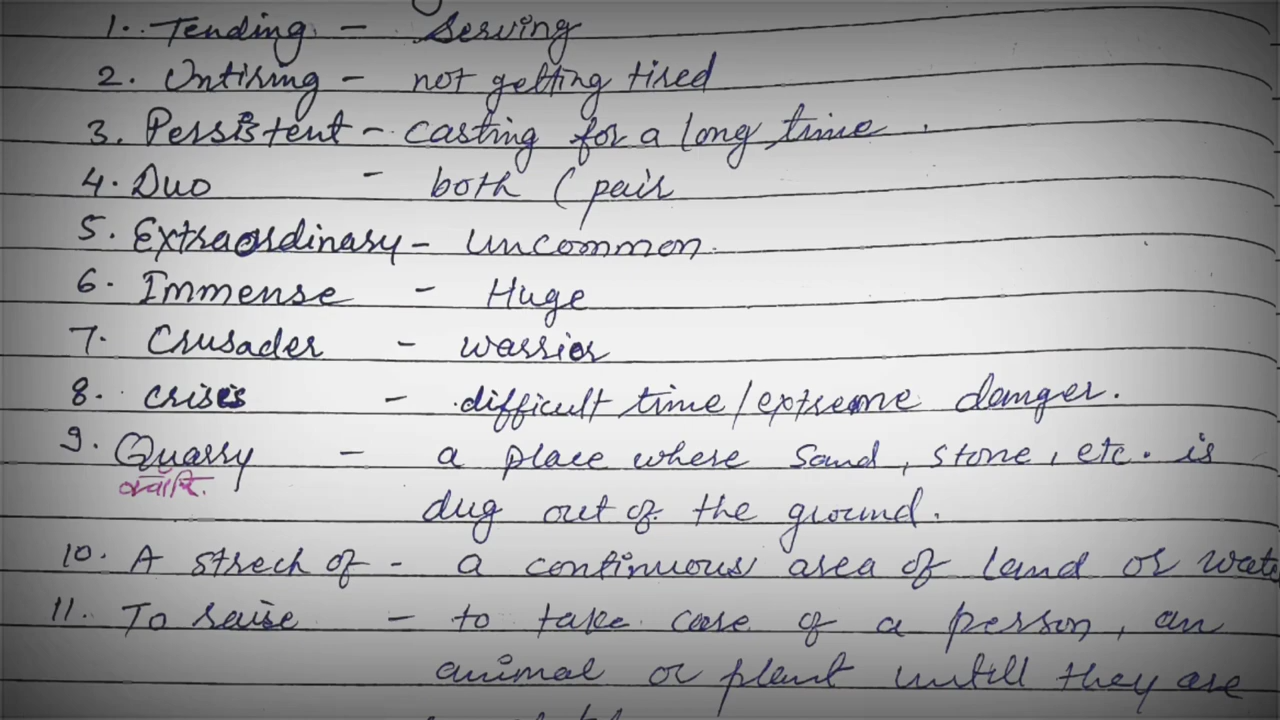 1. Tending - Serving
2. Untiring - not getting tired
3. Persistent - casting for a long time.
4. Duo - both (pair
5. Extraordinary - uncommon.
6. Immense - Huge
7. Crusader - warrior
8. crisis - difficult time/extreme danger.
9. Quarry - a place where sand, stone, etc. is
dug out of the ground.
10. A strech of - a continuous area of land or wate
11. To raise - to take care of a person, an
animal or plant untill they are